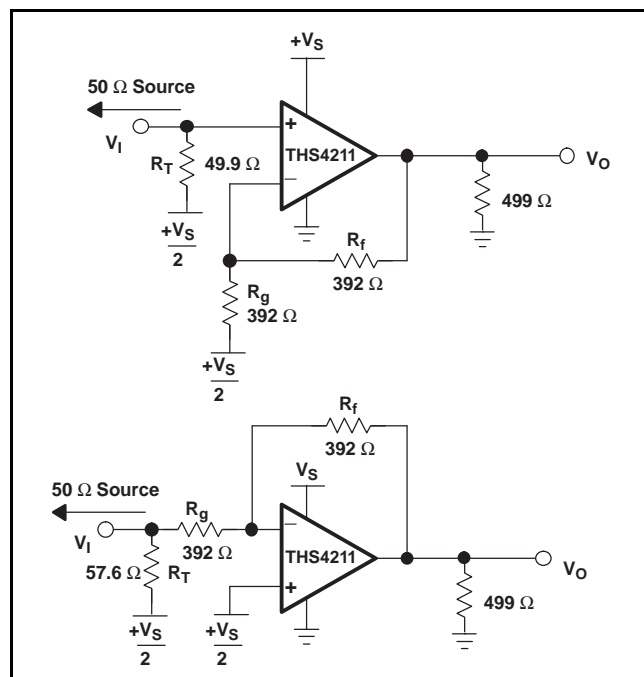 +VS
50 Ω Source
+
VI
THS4211
VO
RT
49.9 Ω
−
499 Ω
Rf
+VS
2
392 Ω
Rg
392 Ω
+VS
2
Rf
392 Ω
VS
50 Ω Source
Rg
−
VI
392 Ω
THS4211
VO
57.6 Ω
RT
+
499 Ω
+VS
2
+VS
2